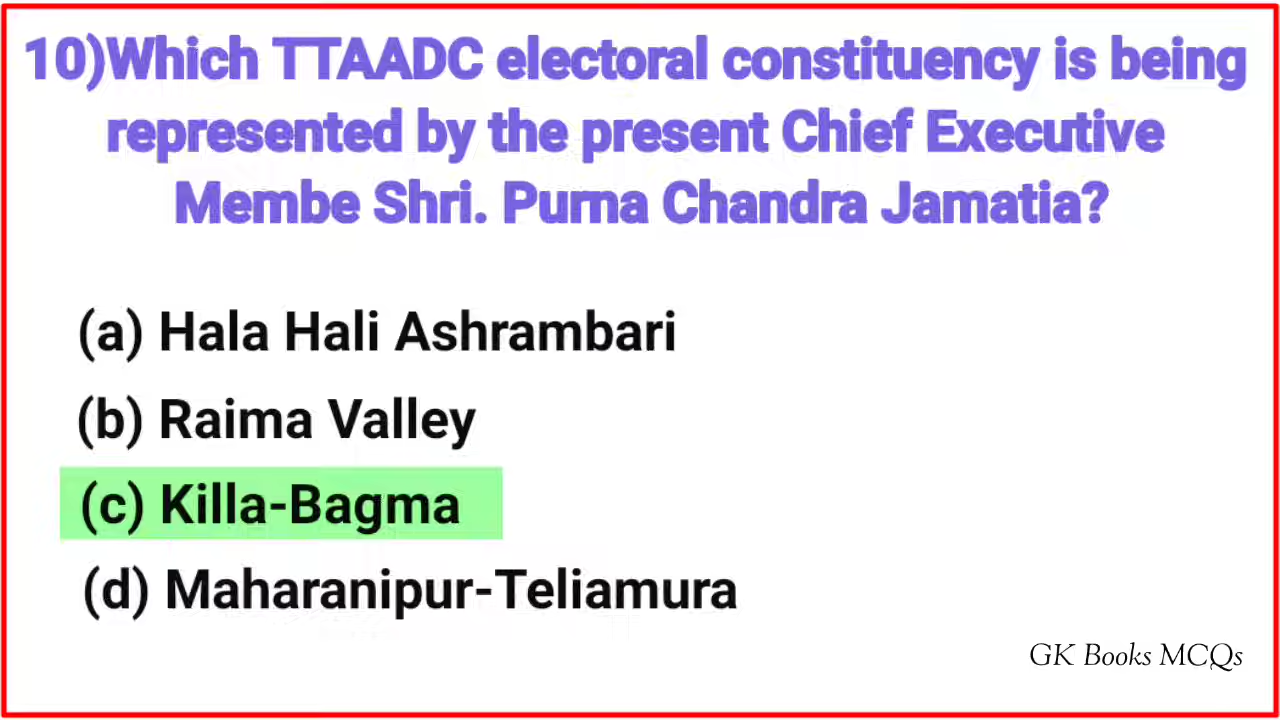 10)Which TTAADC electoral constituency is being
represented by the present Chief Executive
Membe Shri. Purna Chandra Jamatia?
(a) Hala Hali Ashrambari
(b) Raima Valley
(c) Killa-Bagma
(d) Maharanipur-Teliamura
GK Books MCQs